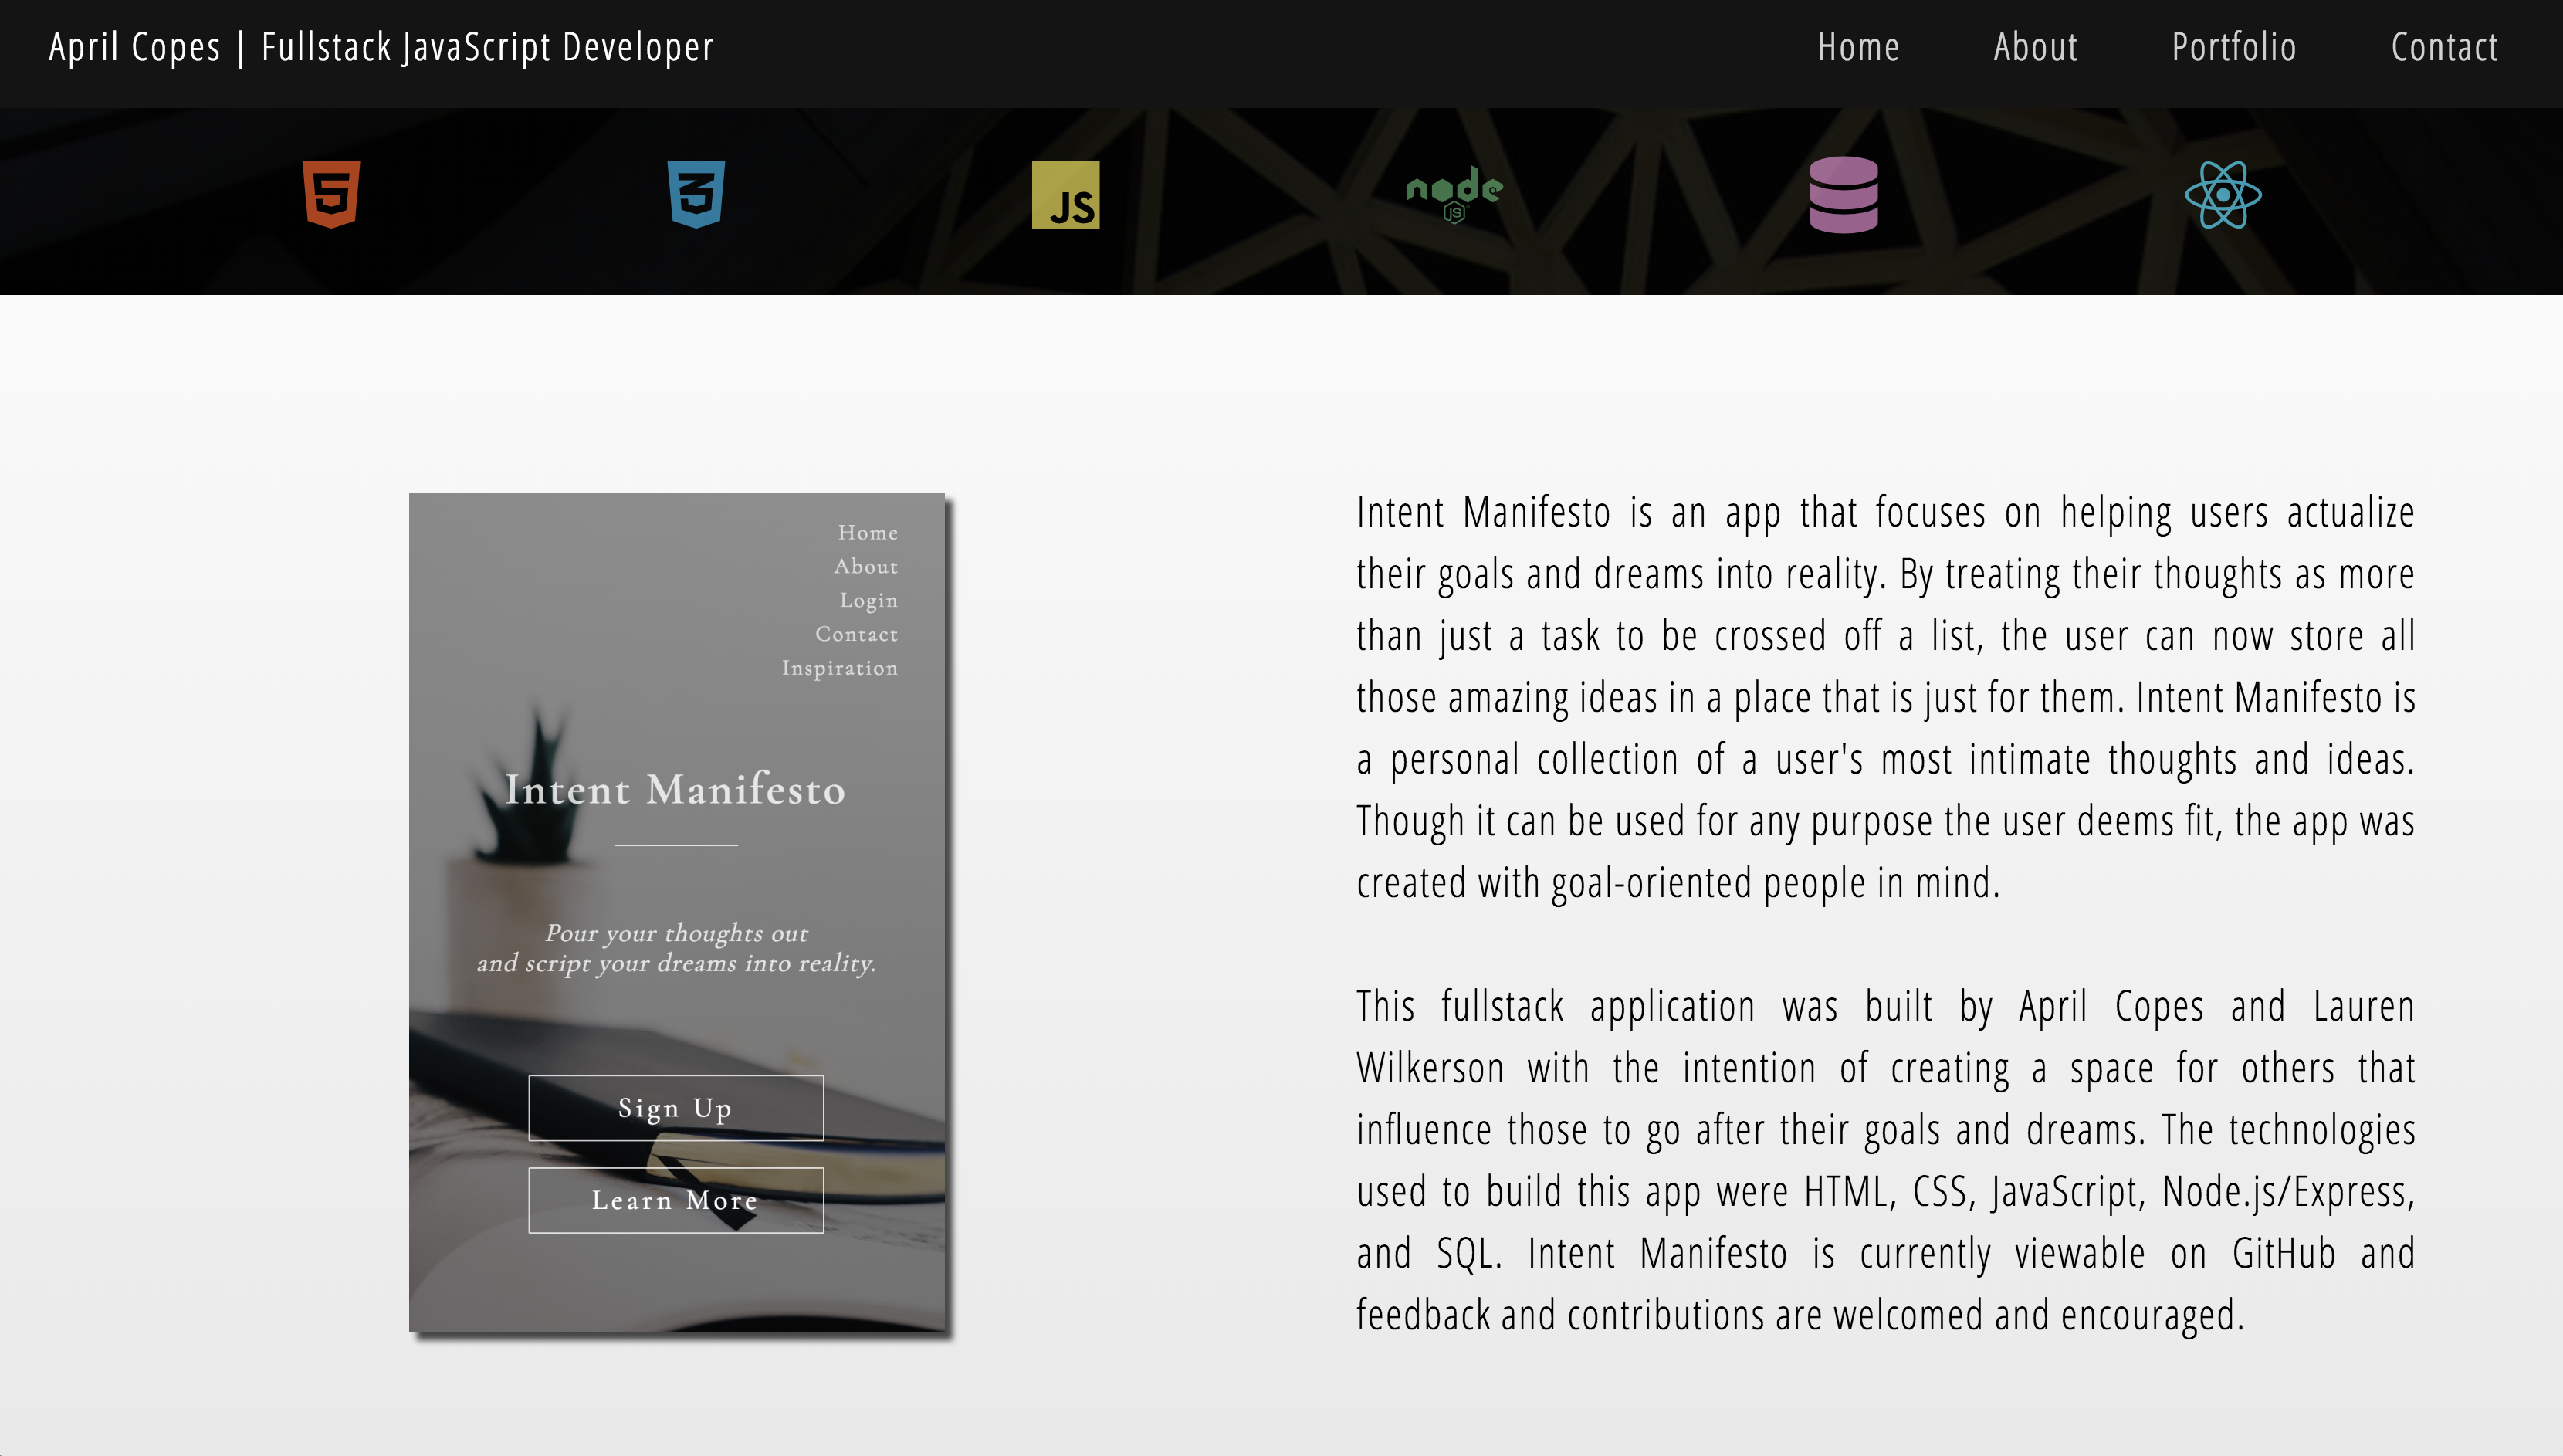 April Copes | Fullstack JavaScript Developer
Home
About
Portfolio
Contact
5
3
JS
node
JS
Home
About
Login
Contact
Inspiration
Intent Manifesto
Pour your thoughts out
and script your dreams into reality.
Sign Up
Learn More
Intent Manifesto is an app that focuses on helping users actualize
their goals and dreams into reality. By treating their thoughts as more
than just a task to be crossed off a list, the user can now store all
those amazing ideas in a place that is just for them. Intent Manifesto is
a personal collection of a user's most intimate thoughts and ideas.
Though it can be used for any purpose the user deems fit, the app was
created with goal-oriented people in mind.
This fullstack application was built by April Copes and Lauren
Wilkerson with the intention of creating a space for others that
influence those to go after their goals and dreams. The technologies
used to build this app were HTML, CSS, JavaScript, Node.js/Express,
and SQL. Intent Manifesto is currently viewable on GitHub and
feedback and contributions are welcomed and encouraged.